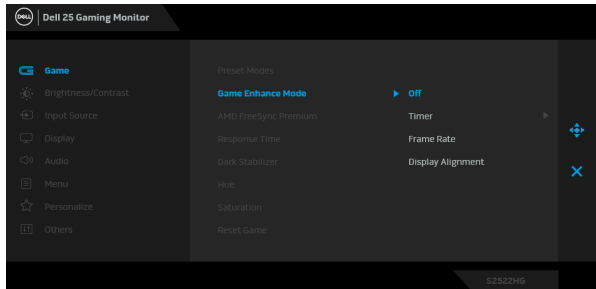 DELL
Dell 25 Gaming Monitor
Game
Brightness/Contrast
Input Source
Display
Audio
Menu
Personalize
Others
Preset Modes
Game Enhance Mode
AMD FreeSync Premium
Response Time
Dark Stabilizer
Hue
Saturation
Reset Game
Off
Timer
Frame Rate
Display Alignment
S2522HG